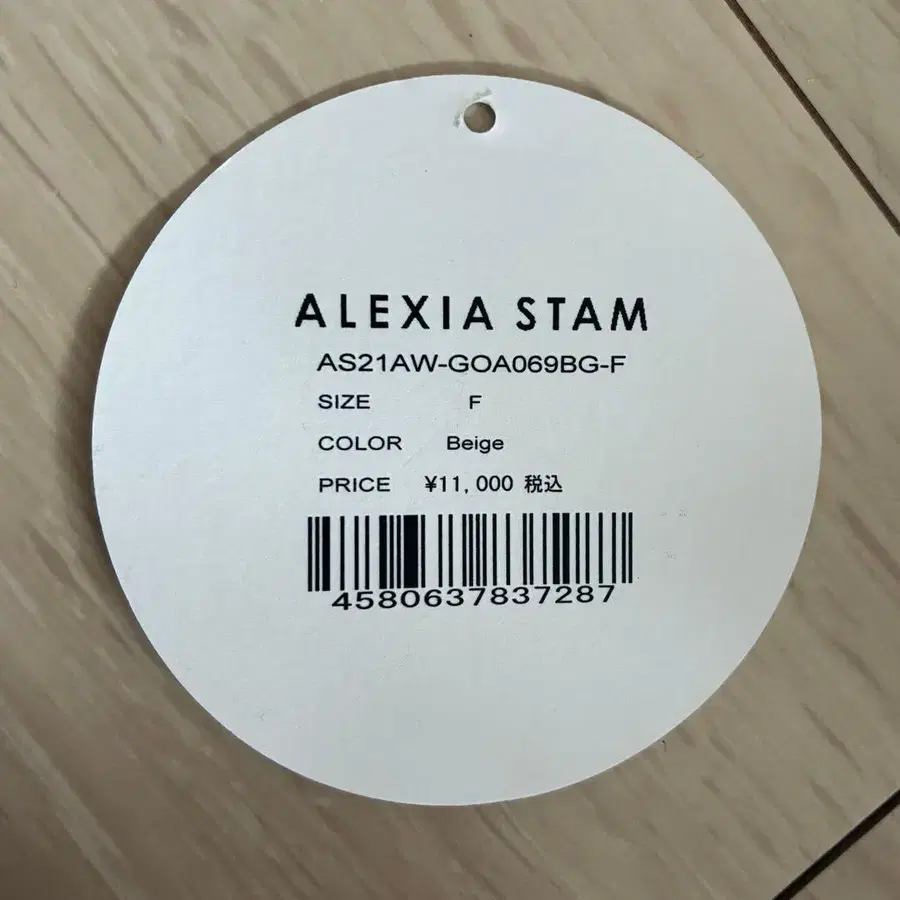 ALEXIA STAM
AS21AW-GOA069BG-F
SIZE F
COLOR Beige
PRICE ¥11,000 税込
4580637837287